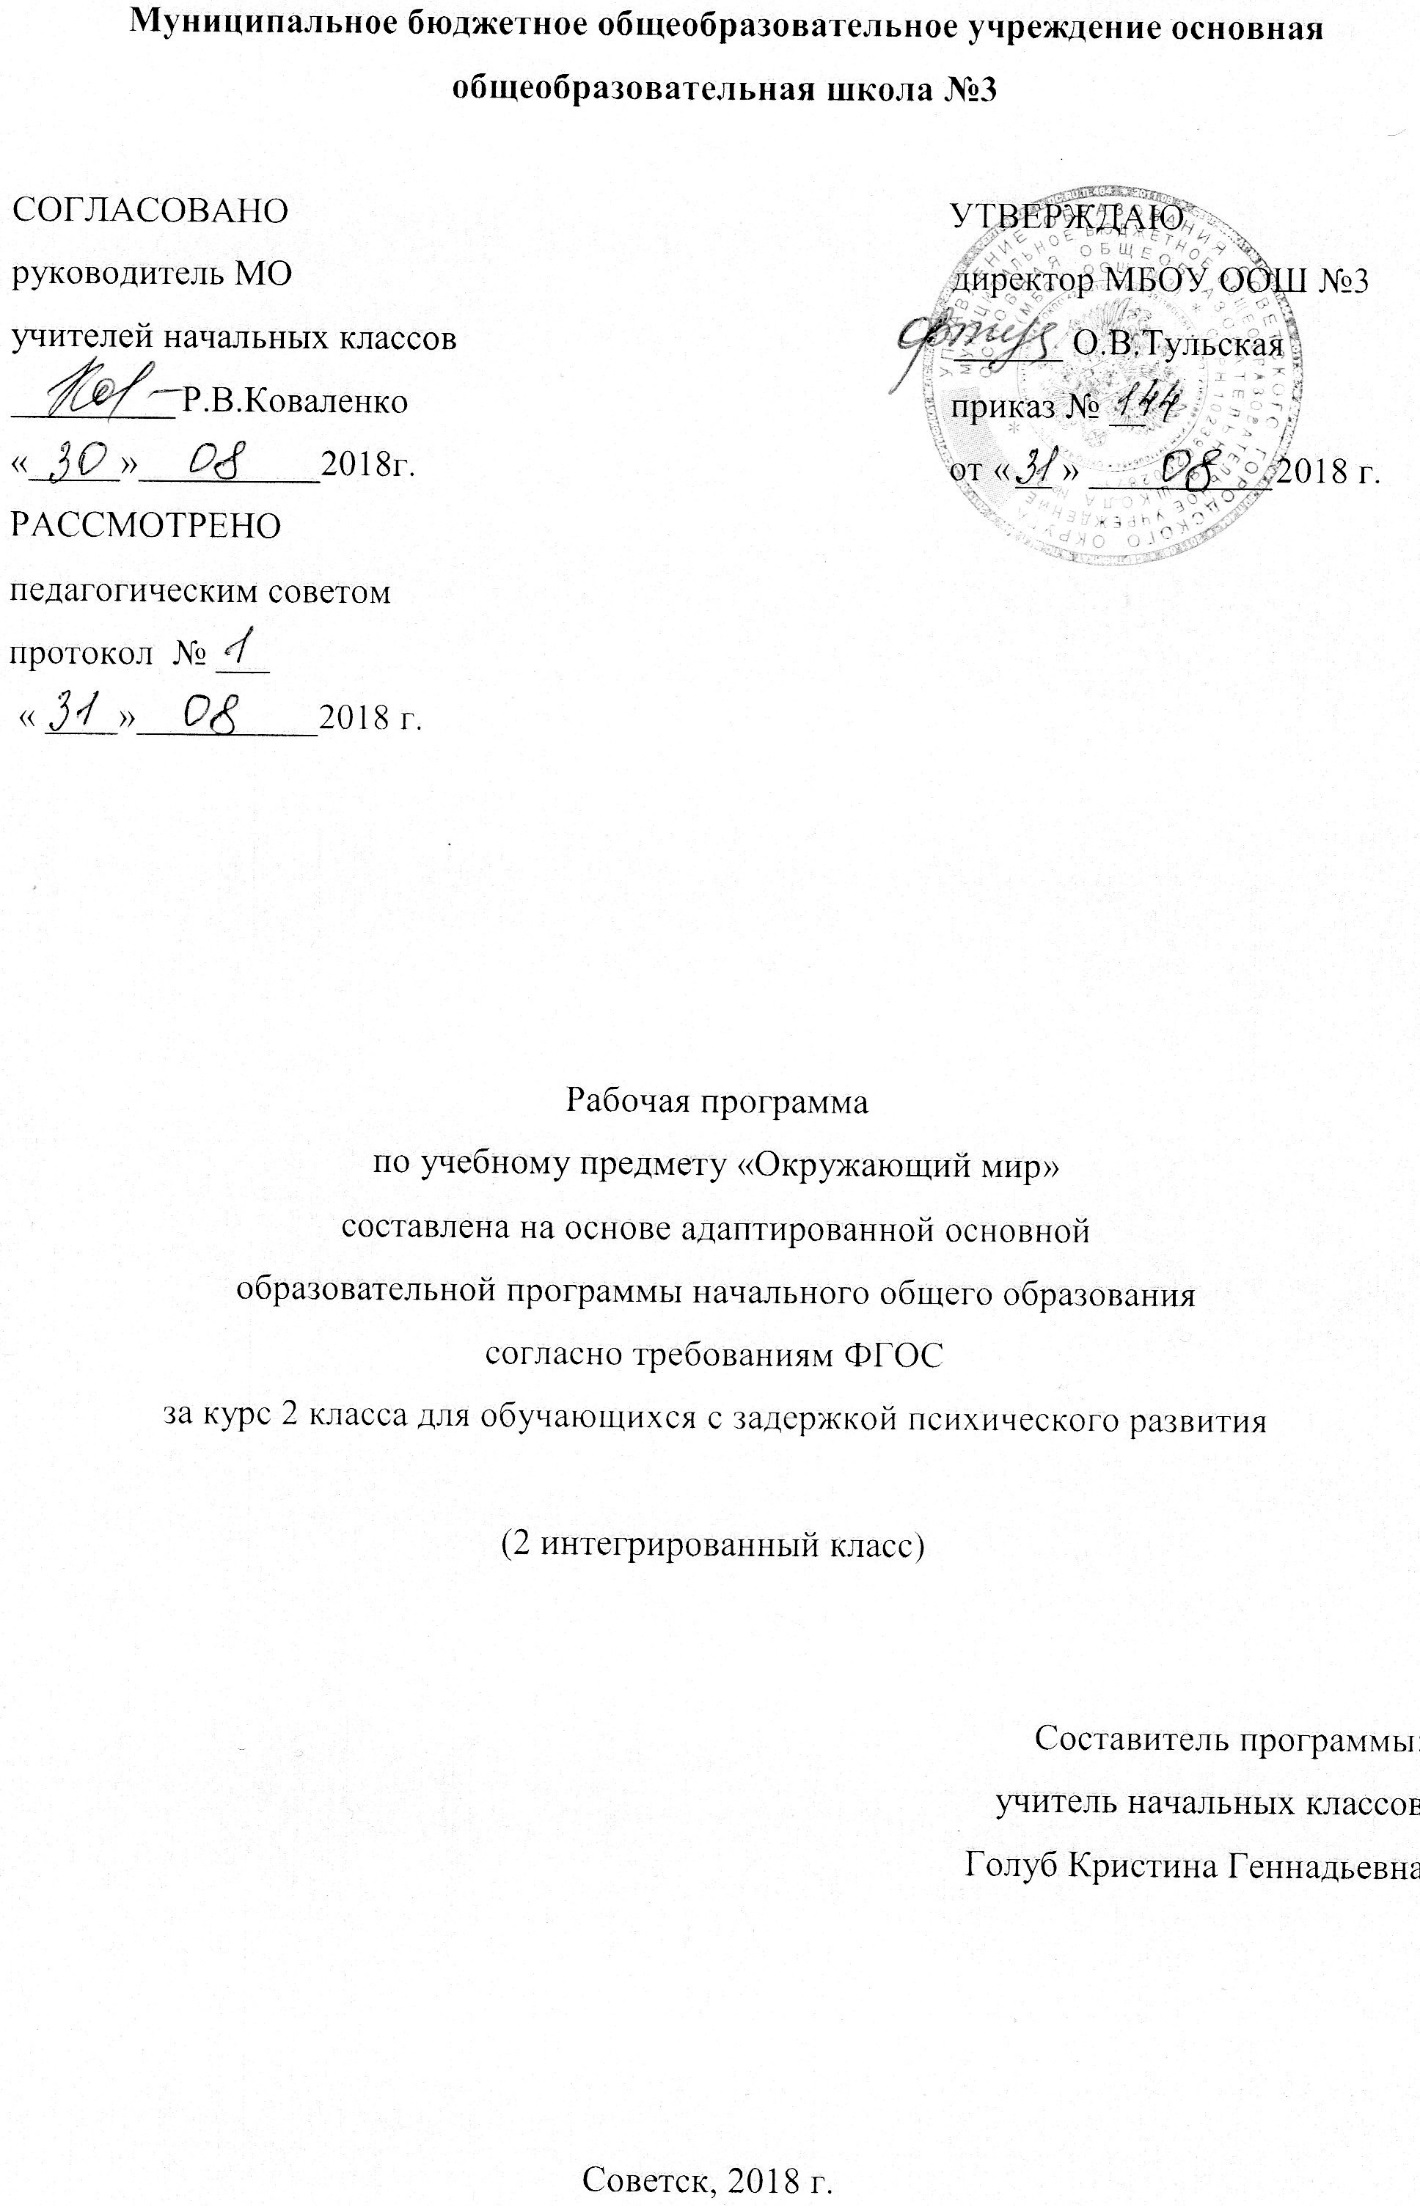 Муниципальное бюджетное общеобразовательное учреждение основная
общеобразовательная школа №3
СОГЛАСОВАНО
руководитель МО
учителей начальных классов
Р.В.Коваленко
«30» 08 2018г.
РАССМОТРЕНО
педагогическим советом
протокол № 1
«31» 08 2018 г.
УТВЕРЖДАЮ
директор МБОУ ООШ №3
О.В.Тульская
приказ № 144
от «31» 08 2018 г.
Рабочая программа
по учебному предмету «Окружающий мир»
составлена на основе адаптированной основной
образовательной программы начального общего образования
согласно требованиям ФГОС
за курс 2 класса для обучающихся с задержкой психического развития
(2 интегрированный класс)
Составитель программы:
учитель начальных классов
Голуб Кристина Геннадьевна
Советск, 2018 г.